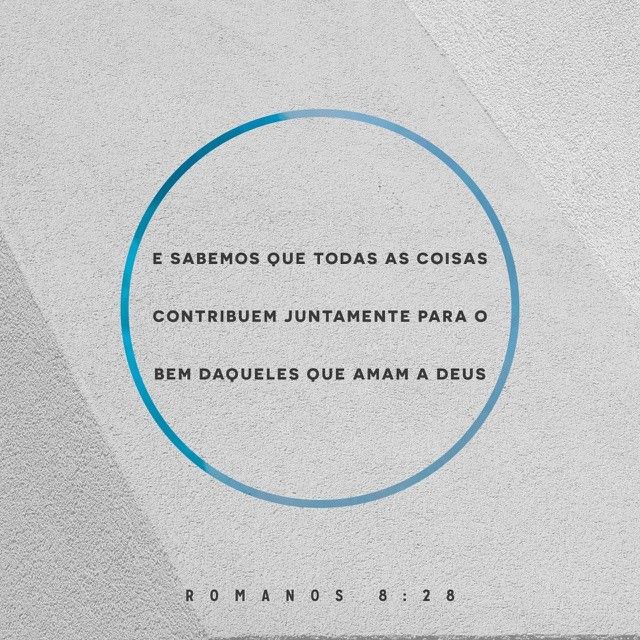 E SABEMOS QUE TODAS AS COISAS
CONTRIBUEM JUNTAMENTE PARA O
BEM DAQUELES QUE AMAM A DEUS
ROMANOS 8:28